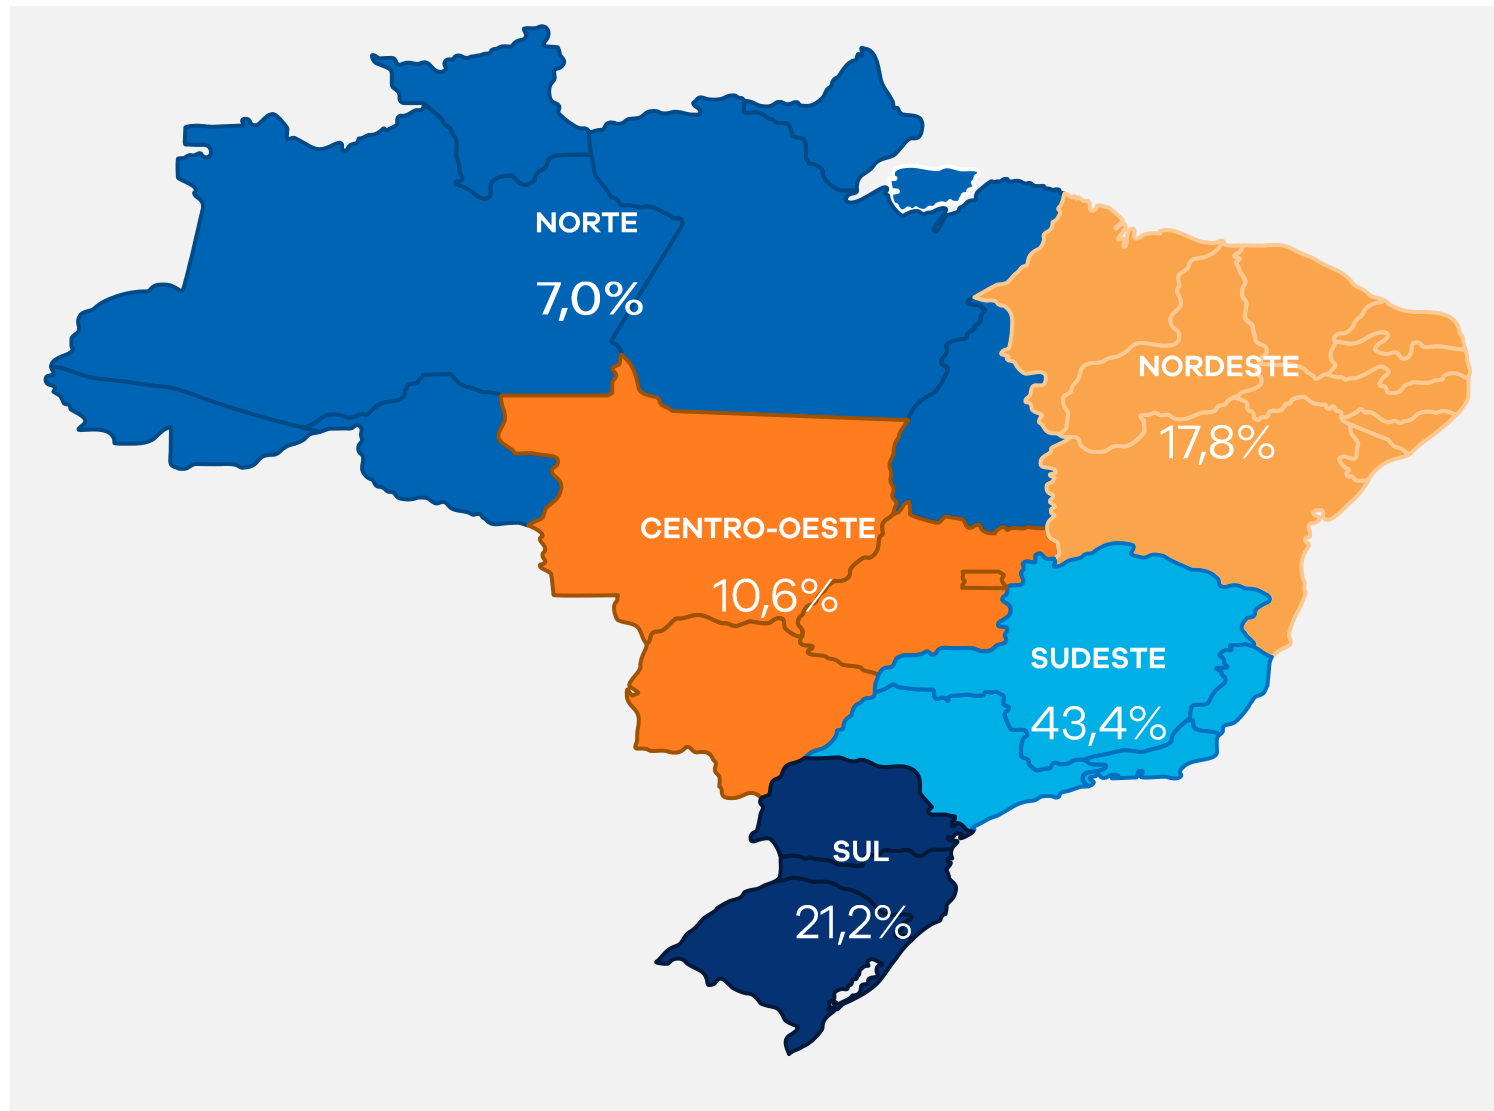 NORTE
7,0%
NORDESTE
17,8%
CENTRO-OESTE
10,6%
SUDESTE
43,4%
SUL
21,2%